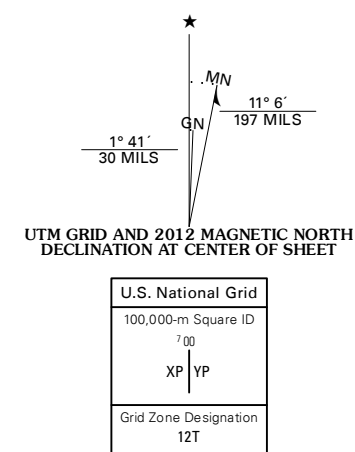 ★
MN
11° 6´
197 MILS
GN
1° 41´
30 MILS
UTM GRID AND 2012 MAGNETIC NORTH
DECLINATION AT CENTER OF SHEET
U.S. National Grid
100,000-m Square ID
7 00
XP YP
Grid Zone Designation
12T